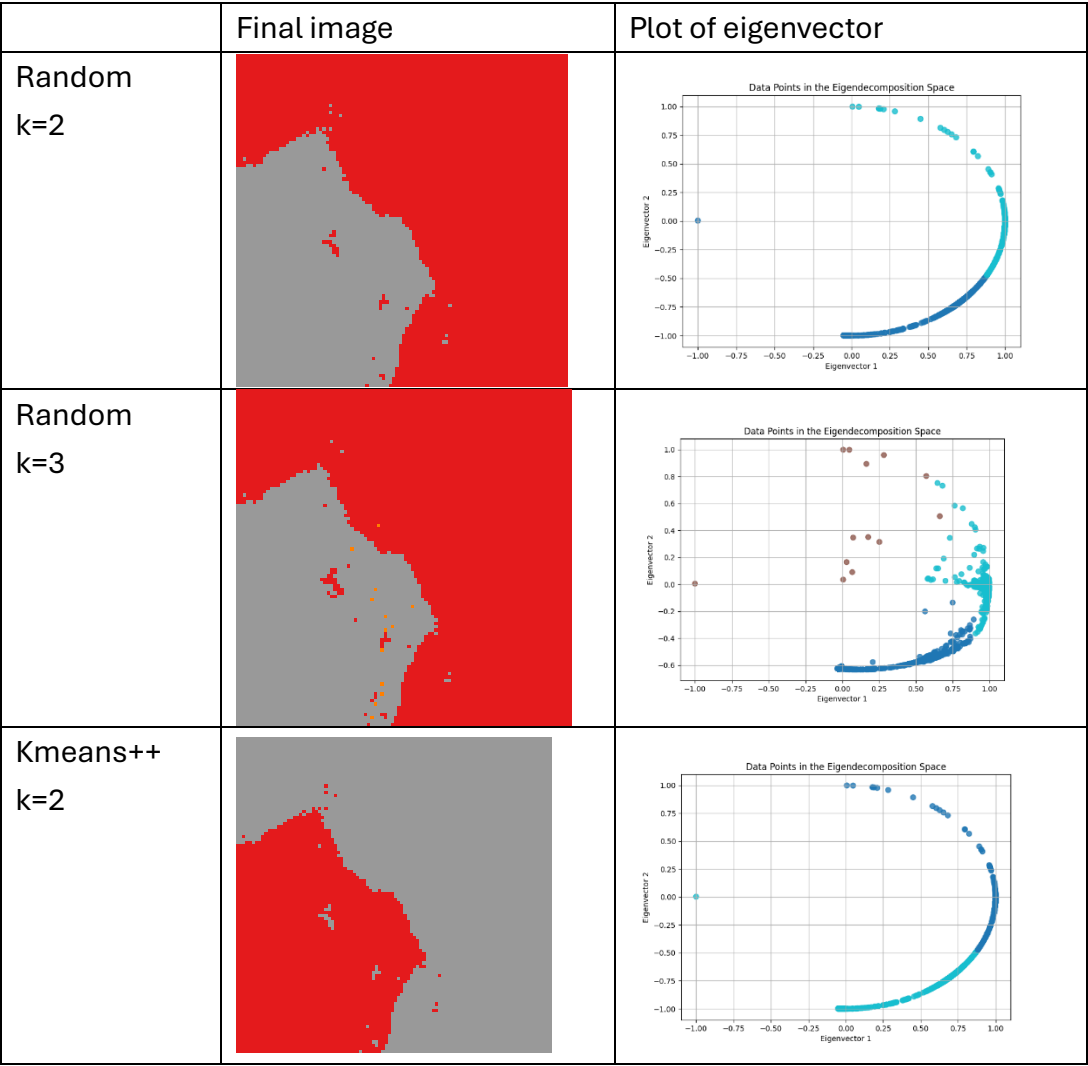 Final image
Plot of eigenvector
Random
k=2
Data Points in the Eigendecomposition Space
1.00
0.75
0.50
0.25
0.00
−0.25
−0.50
−0.75
−1.00
Eigenvector 2
−1.00 −0.75 −0.50 −0.25 0.00 0.25 0.50 0.75 1.00
Eigenvector 1
Random
k=3
Data Points in the Eigendecomposition Space
1.0
0.8
0.6
0.4
0.2
0.0
−0.2
−0.4
−0.6
Eigenvector 2
−1.00 −0.75 −0.50 −0.25 0.00 0.25 0.50 0.75 1.00
Eigenvector 1
Kmeans++
k=2
Data Points in the Eigendecomposition Space
1.00
0.75
0.50
0.25
0.00
−0.25
−0.50
−0.75
−1.00
Eigenvector 2
−1.00 −0.75 −0.50 −0.25 0.00 0.25 0.50 0.75 1.00
Eigenvector 1